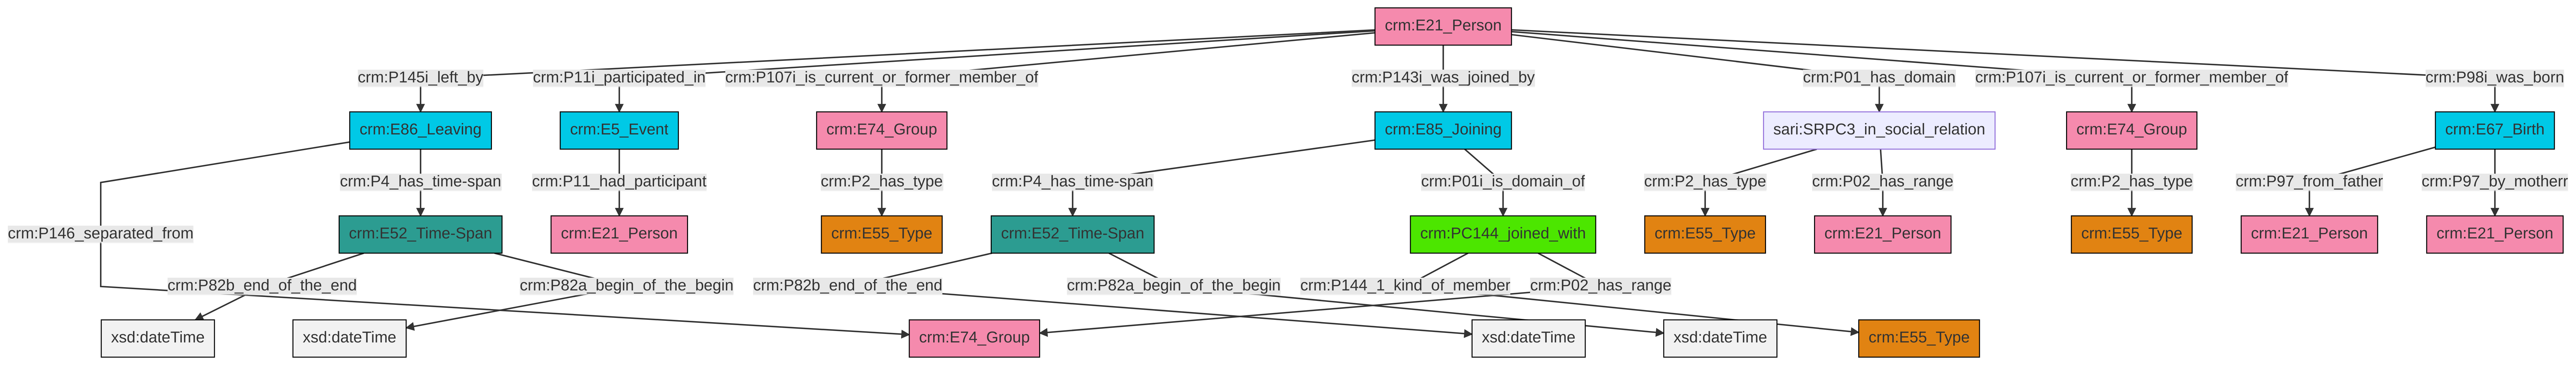 crm:E21_Person
crm:P145i_left_by
crm:P11i_participated_in
crm:P107i_is_current_or_former_member_of
crm:P143i_was_joined_by
crm:P01_has_domain
crm:P107i_is_current_or_former_member_of
crm:P98i_was_born
crm:E86_Leaving
crm:E5_Event
crm:E74_Group
crm:E85_Joining
sari:SRPC3_in_social_relation
crm:E74_Group
crm:E67_Birth
crm:P4_has_time-span
crm:P11_had_participant
crm:P2_has_type
crm:P4_has_time-span
crm:P01i_is_domain_of
crm:P2_has_type
crm:P02_has_range
crm:P2_has_type
crm:P97_from_father
crm:P97_by_motherr
crm:P146_separated_from
crm:E52_Time-Span
crm:E21_Person
crm:E55_Type
crm:E52_Time-Span
crm:PC144_joined_with
crm:E55_Type
crm:E21_Person
crm:E55_Type
crm:E21_Person
crm:E21_Person
crm:P82b_end_of_the_end
crm:P82a_begin_of_the_begin
crm:P82b_end_of_the_end
crm:P82a_begin_of_the_begin
crm:P144_1_kind_of_member
crm:P02_has_range
xsd:dateTime
xsd:dateTime
crm:E74_Group
xsd:dateTime
xsd:dateTime
crm:E55_Type